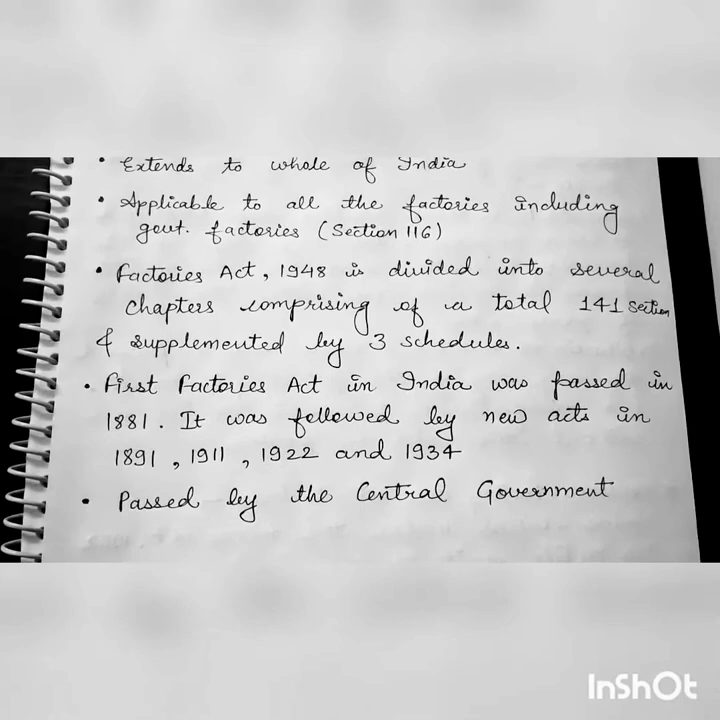 • Extends to whole of India
• Applicable to all the factories including
govt. factories (Section 116)
• Factories Act, 1948 is divided into several
chapters comprising of a total 141 section
& supplemented by 3 schedules.
• First Factories Act in India was passed in
1881. It was followed by new acts in
1891, 1911, 1922 and 1934
• Passed by the Central Government
InShOt